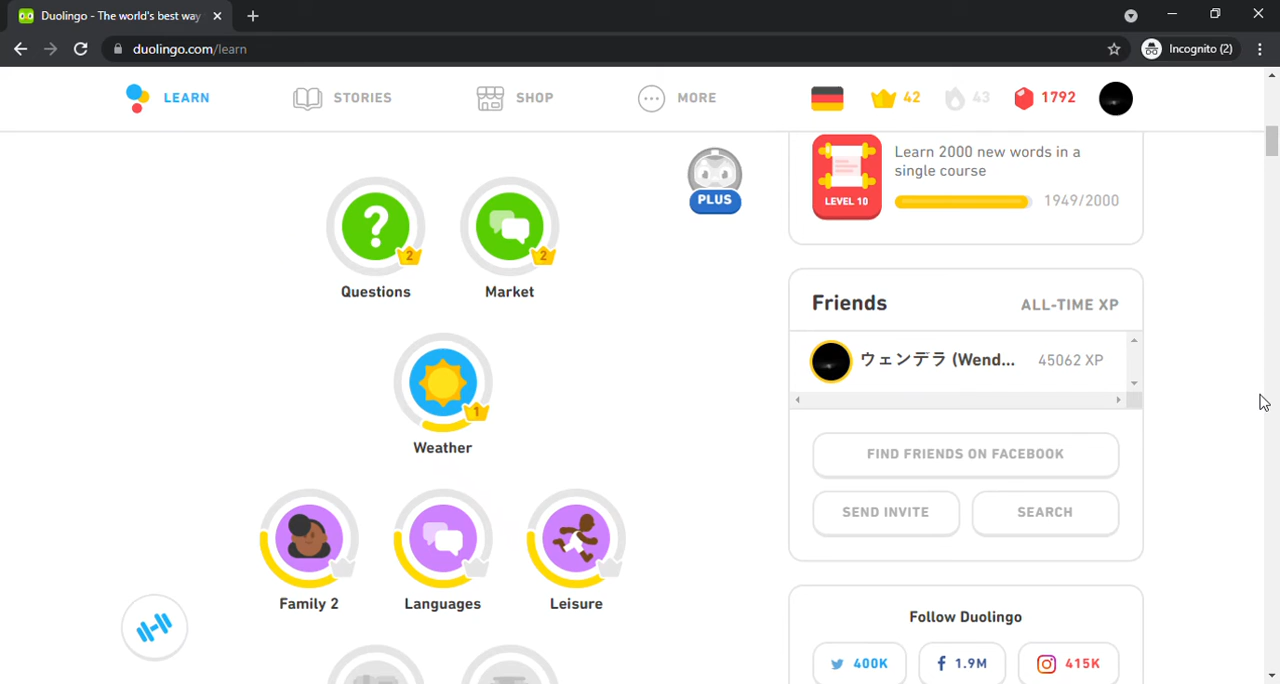 Duolingo - The world's best way
duolingo.com/learn
Incognito (2)
LEARN
STORIES
SHOP
MORE
42
43
1792
PLUS
LEVEL 10
Learn 2000 new words in a
single course
1949/2000
2
2
Questions
Market
Friends
ALL-TIME XP
ウェンデラ (Wend...
45062 XP
1
Weather
FIND FRIENDS ON FACEBOOK
SEND INVITE
SEARCH
Family 2
Languages
Leisure
Follow Duolingo
400K
1.9M
415K